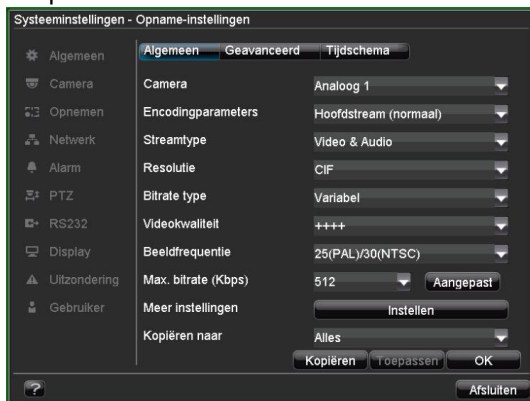 Systeeminstellingen - Opname-instellingen
Algemeen Geavanceerd Tijdschema
Algemeen
Camera
Opnemen
Netwerk
Alarm
PTZ
RS232
Display
Uitzondering
Gebruiker
Camera Analoog 1
Encodingparameters Hoofdstream (normaal)
Streamtype Video & Audio
Resolutie CIF
Bitrate type Variabel
Videokwaliteit ++++
Beeldfrequentie 25(PAL)/30(NTSC)
Max. bitrate (Kbps) 512 Aangepast
Meer instellingen Instellen
Kopiëren naar Alles
Kopiëren Toepassen OK
? Afsluiten